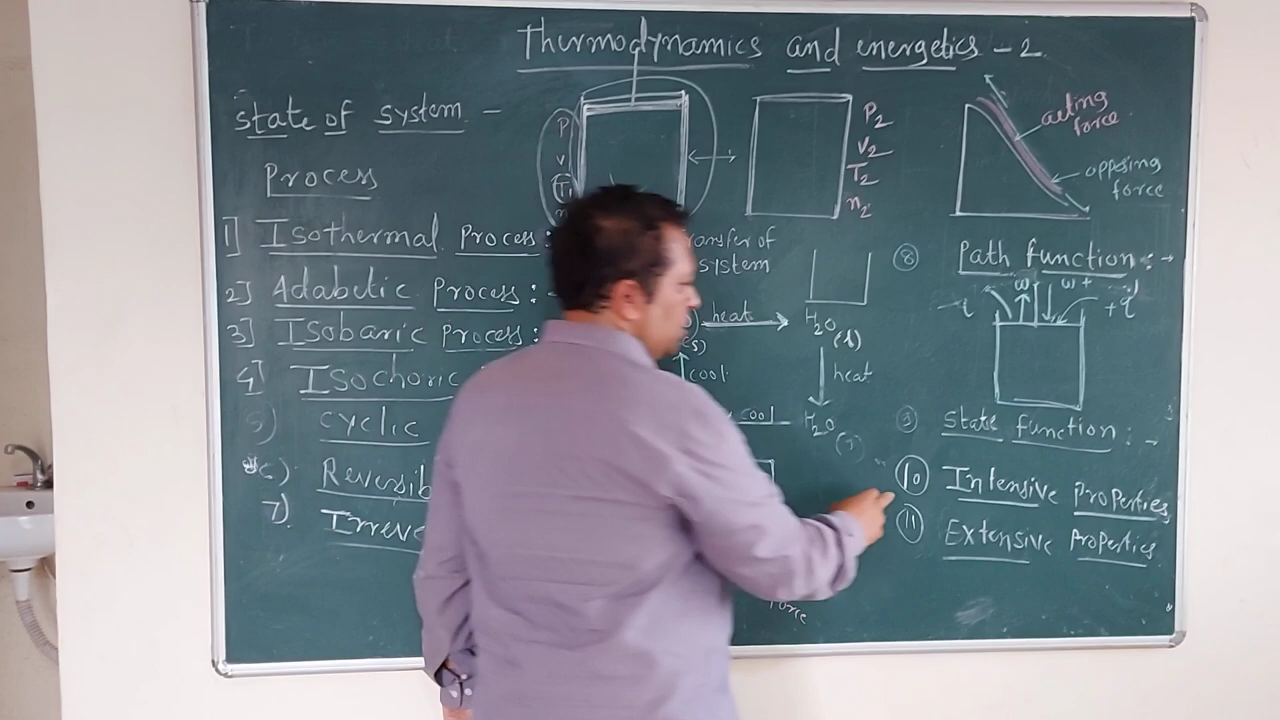 Thermodynamics and energetics - 2
State of system -
Process
P
V
T1
P2
V2
T2
n2
acting force
opposing force
1] Isothermal Process:
ransfer of
system
2] Adabetic Process: -
3] Isobaric Process:
(s)
heat
H2O (l)
cool
heat
4] Isochoric
5) cyclic
cool
H2O
6) Reversib
7) Irreve
force
8 Path function: -
-q
w-
w+
+q
State function: -
10 Intensive properties
11 Extensive Properties